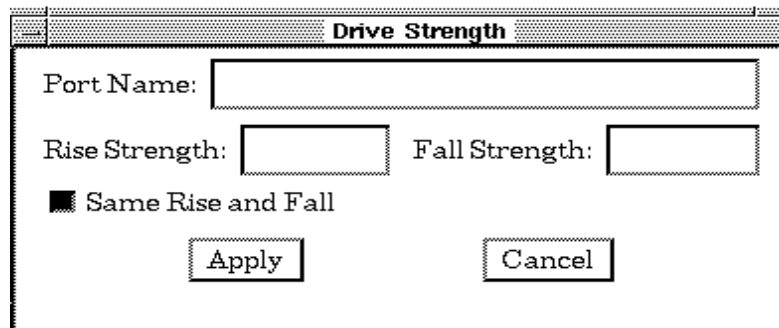 Drive Strength
Port Name:
Rise Strength: Fall Strength:
Same Rise and Fall
Apply Cancel